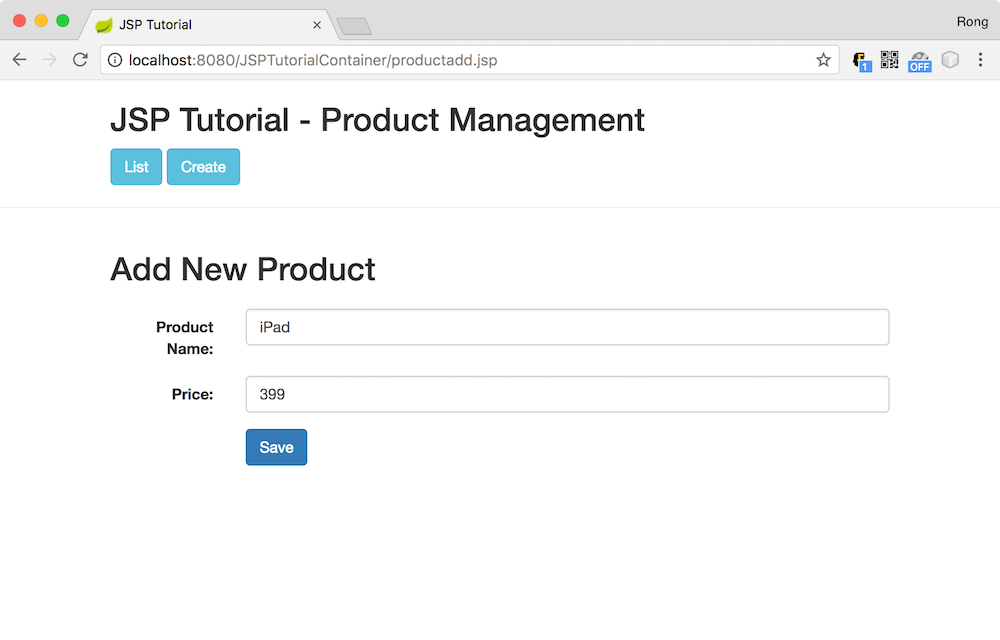 JSP Tutorial
Rong
localhost:8080/JSPTutorialContainer/productadd.jsp
1
OFF
JSP Tutorial - Product Management
List Create
Add New Product
Product
Name:
iPad
Price:
399
Save